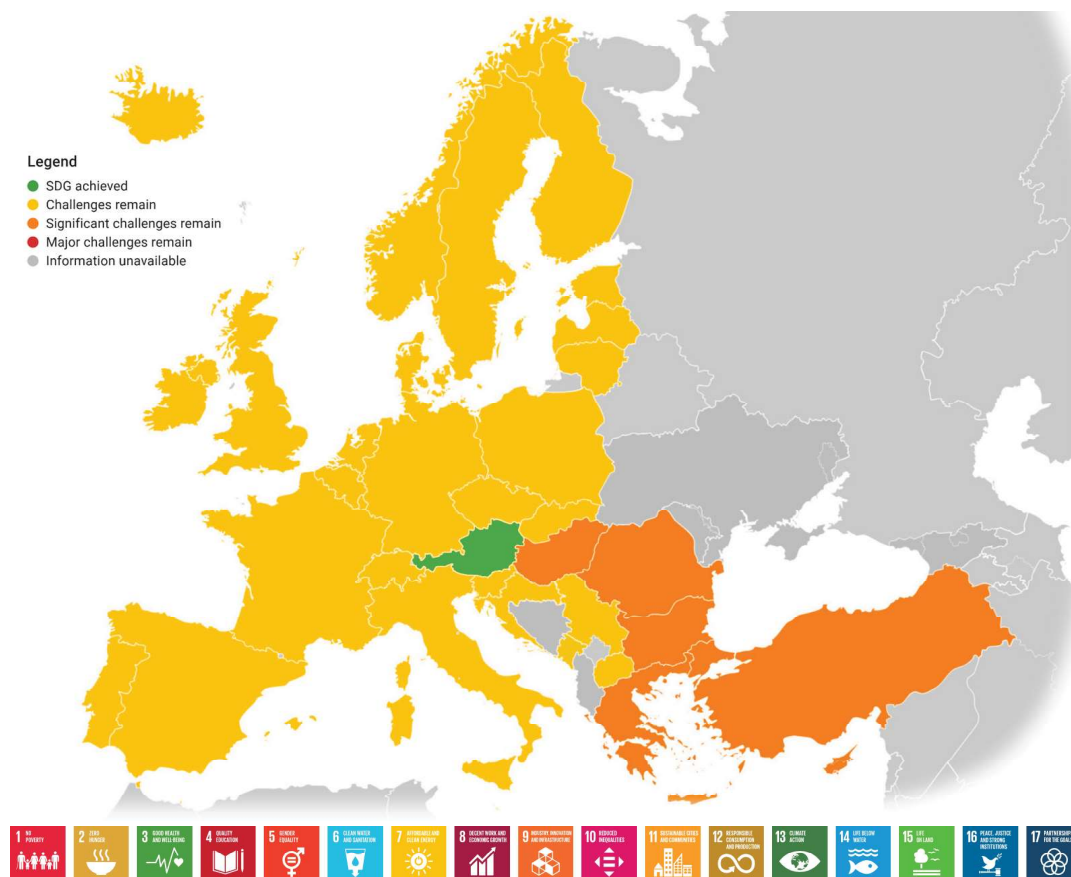 Legend
SDG achieved
Challenges remain
Significant challenges remain
Major challenges remain
Information unavailable
1 NO
POVERTY
2 ZERO
HUNGER
3 GOOD HEALTH
AND WELL-BEING
4 QUALITY
EDUCATION
5 GENDER
EQUALITY
6 CLEAN WATER
AND SANITATION
7 AFFORDABLE AND
CLEAN ENERGY
8 DECENT WORK AND
ECONOMIC GROWTH
9 INDUSTRY, INNOVATION
AND INFRASTRUCTURE
10 REDUCED
INEQUALITIES
11 SUSTAINABLE CITIES
AND COMMUNITIES
12 RESPONSIBLE
CONSUMPTION
AND PRODUCTION
13 CLIMATE
ACTION
14 LIFE BELOW
WATER
15 LIFE
ON LAND
16 PEACE, JUSTICE
AND STRONG
INSTITUTIONS
17 PARTNERSHIP
FOR THE GOAL